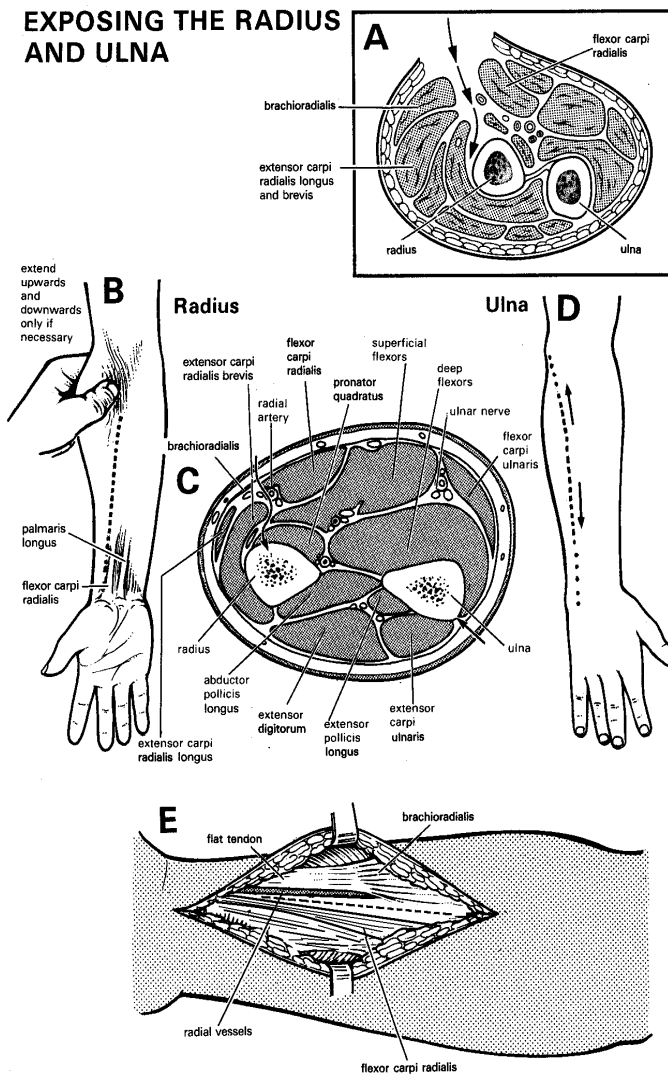 EXPOSING THE RADIUS
AND ULNA
A
flexor carpi
radialis
brachioradialis
extensor carpi
radialis longus
and brevis
radius
ulna
extend
upwards
and
downwards
only if
necessary
B
Radius
Ulna
D
extensor carpi
radialis brevis
flexor
carpi
radialis
superficial
flexors
radial
artery
pronator
quadratus
deep
flexors
ulnar nerve
brachioradialis
C
flexor
carpi
ulnaris
palmaris
longus
flexor carpi
radialis
radius
ulna
abductor
pollicis
longus
extensor
digitorum
extensor
pollicis
longus
extensor
carpi
ulnaris
extensor carpi
radialis longus
E
flat tendon
brachioradialis
radial vessels
flexor carpi radialis